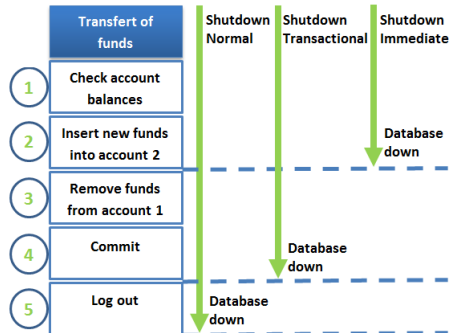 Transfert of
funds
Shutdown
Normal
Shutdown
Transactional
Shutdown
Immediate
1
Check account
balances
2
Insert new funds
into account 2
Database
down
3
Remove funds
from account 1
4
Commit
Database
down
5
Log out
Database
down